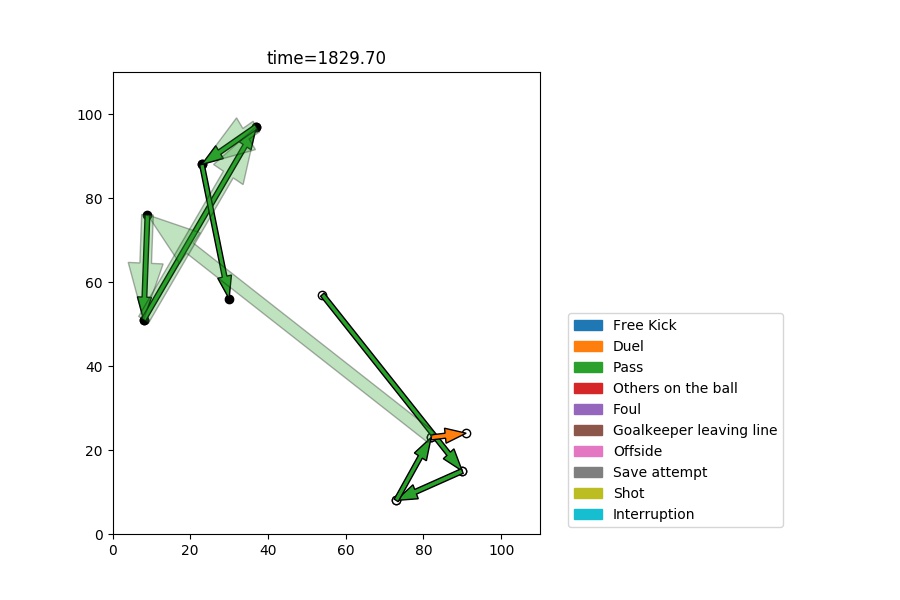 time=1829.70
100
80
60
40
20
0
0 20 40 60 80 100
Free Kick
Duel
Pass
Others on the ball
Foul
Goalkeeper leaving line
Offside
Save attempt
Shot
Interruption